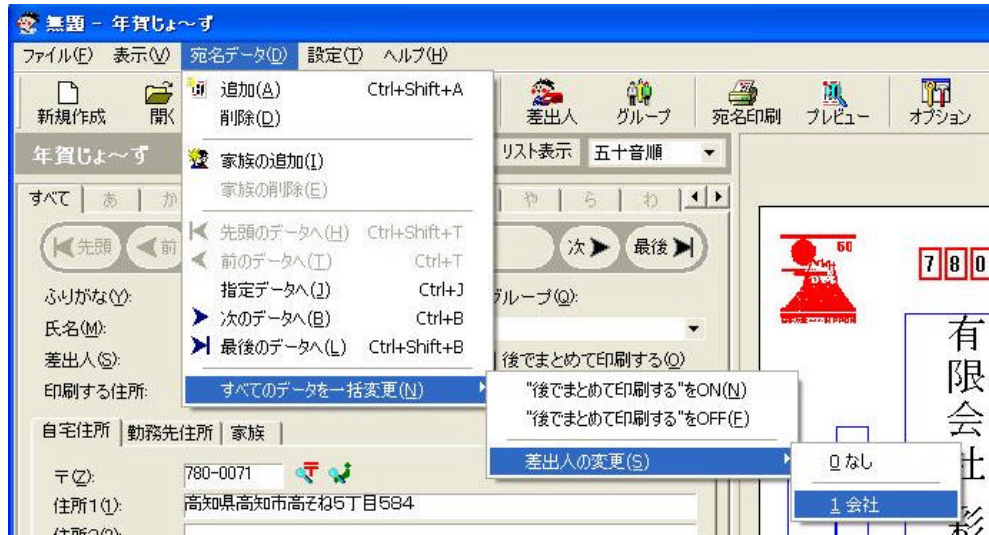 無題 - 年賀じょ～ず
ファイル(F) 表示(V) 宛名データ(D) 設定(T) ヘルプ(H)
新規作成 開く 差出人 グループ 宛名印刷 プレビュー オプション
追加(A) Ctrl+Shift+A
削除(D)
家族の追加(I)
家族の削除(E)
先頭のデータへ(H) Ctrl+Shift+T
前のデータへ(T) Ctrl+T
指定データへ(J) Ctrl+J
次のデータへ(B) Ctrl+B
最後のデータへ(L) Ctrl+Shift+B
すべてのデータを一括変更(N)
"後でまとめて印刷する"をON(N)
"後でまとめて印刷する"をOFF(F)
差出人の変更(S)
0 なし
1 会社
年賀じょ～ず
リスト表示 五十音順
すべて あ か や ら わ
先頭 前 次 最後
ふりがな(Y): グループ(Q):
氏名(M):
差出人(S): 後でまとめて印刷する(O)
印刷する住所:
自宅住所 勤務先住所 家族
〒(Z): 780-0071
住所1(1): 高知県高知市高そね5丁目584
住所2(2):
60
780
有限会社 彩